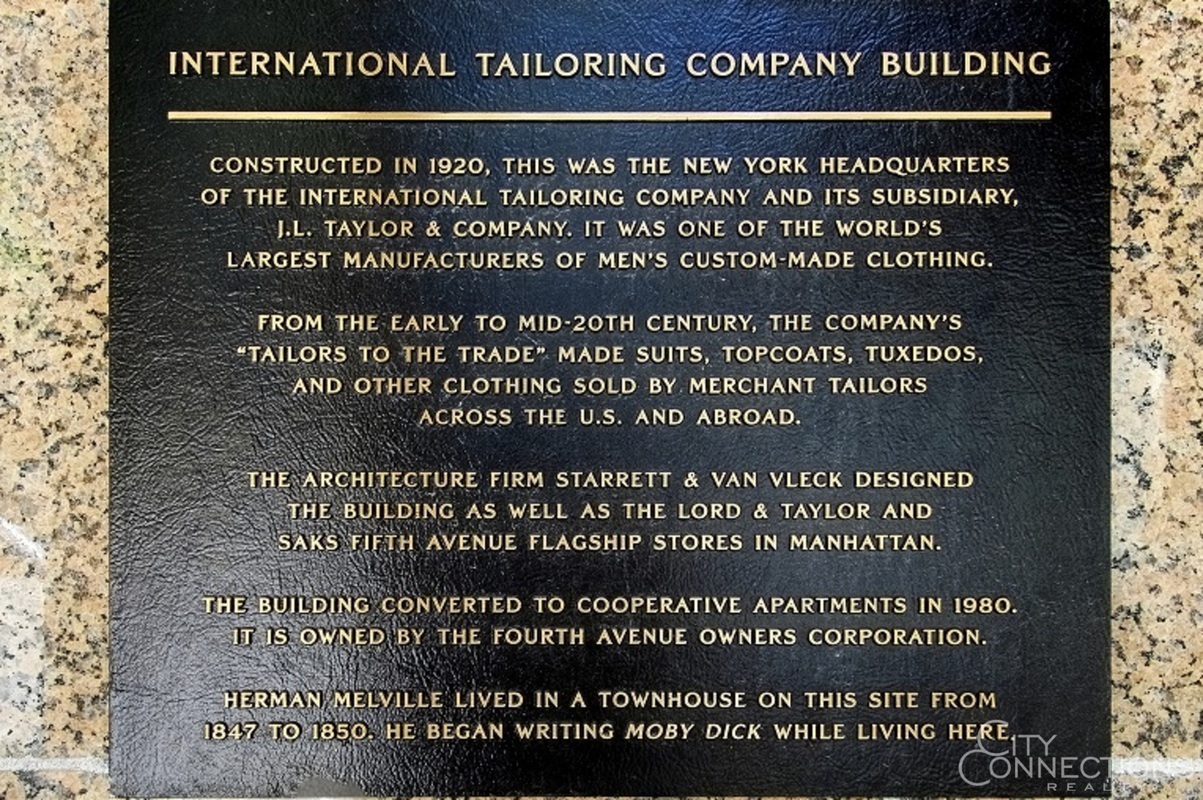 INTERNATIONAL TAILORING COMPANY BUILDING
CONSTRUCTED IN 1920, THIS WAS THE NEW YORK HEADQUARTERS
OF THE INTERNATIONAL TAILORING COMPANY AND ITS SUBSIDIARY,
J.L. TAYLOR & COMPANY. IT WAS ONE OF THE WORLD'S
LARGEST MANUFACTURERS OF MEN'S CUSTOM-MADE CLOTHING.
FROM THE EARLY TO MID-20TH CENTURY, THE COMPANY'S
"TAILORS TO THE TRADE" MADE SUITS, TOPCOATS, TUXEDOS,
AND OTHER CLOTHING SOLD BY MERCHANT TAILORS
ACROSS THE U.S. AND ABROAD.
THE ARCHITECTURE FIRM STARRETT & VAN VLECK DESIGNED
THE BUILDING AS WELL AS THE LORD & TAYLOR AND
SAKS FIFTH AVENUE FLAGSHIP STORES IN MANHATTAN.
THE BUILDING CONVERTED TO COOPERATIVE APARTMENTS IN 1980.
IT IS OWNED BY THE FOURTH AVENUE OWNERS CORPORATION.
HERMAN MELVILLE LIVED IN A TOWNHOUSE ON THIS SITE FROM
1847 TO 1850. HE BEGAN WRITING MOBY DICK WHILE LIVING HERE.
CITY
CONNECTIONS